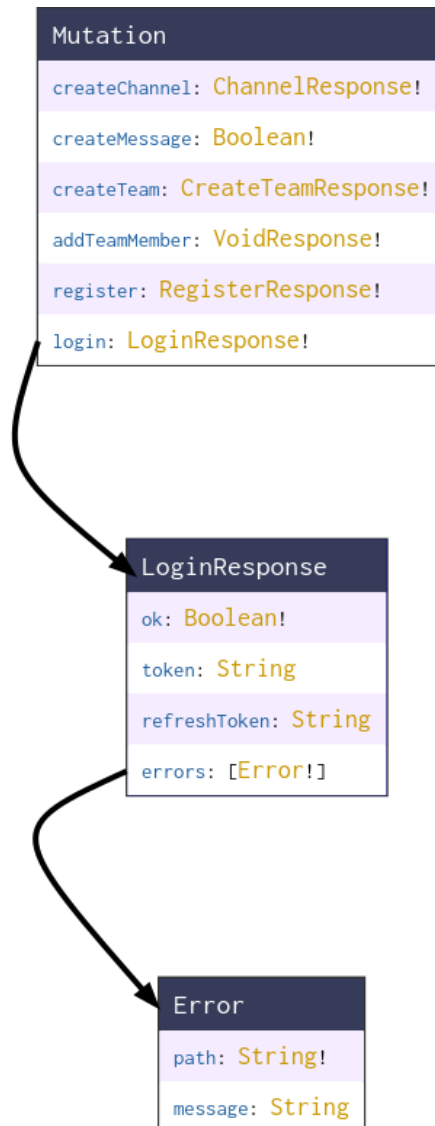 Mutation
createChannel: ChannelResponse!
createMessage: Boolean!
createTeam: CreateTeamResponse!
addTeamMember: VoidResponse!
register: RegisterResponse!
login: LoginResponse!
LoginResponse
ok: Boolean!
token: String
refreshToken: String
errors: [Error!]
Error
path: String!
message: String